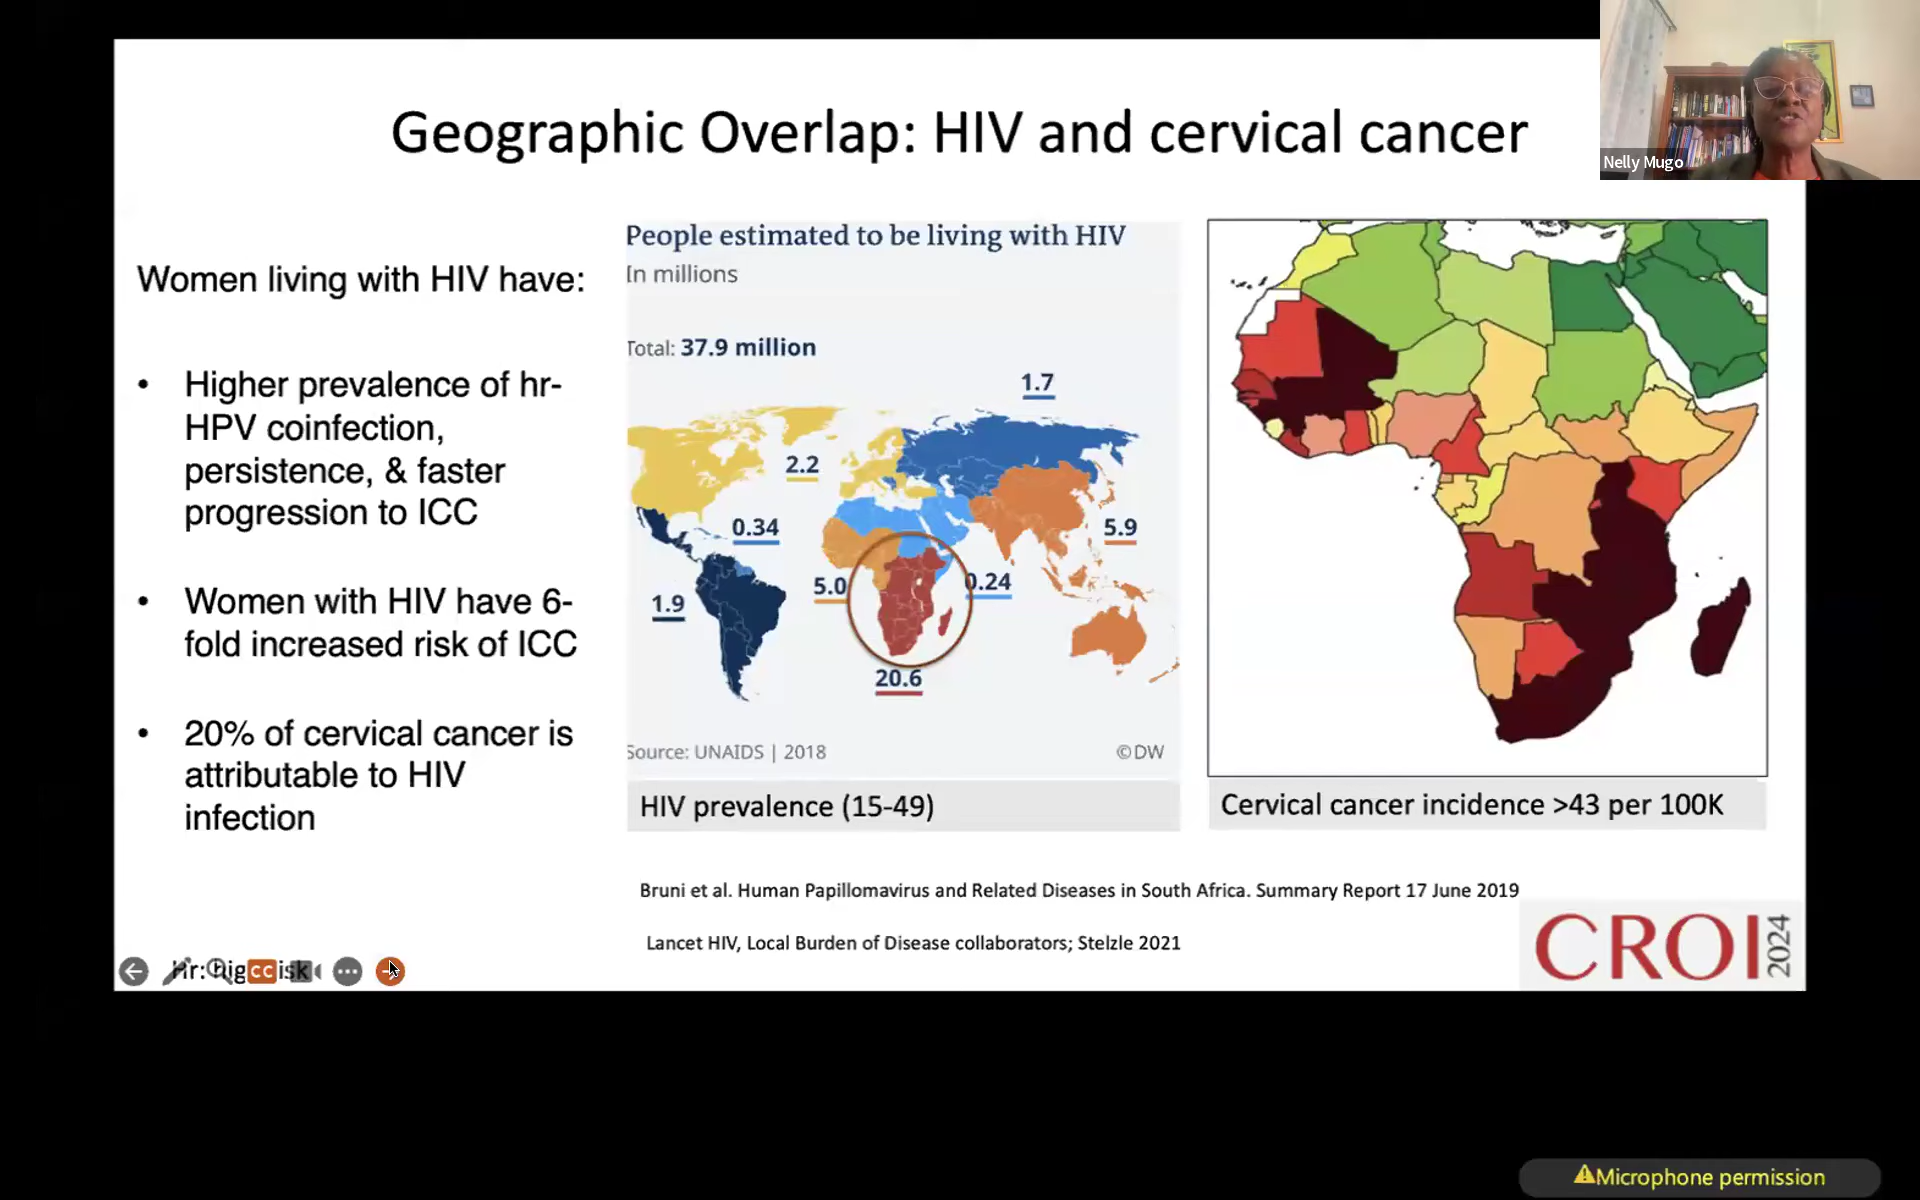 Geographic Overlap: HIV and cervical cancer
Nelly Mugo
Women living with HIV have:
• Higher prevalence of hr-
HPV coinfection,
persistence, & faster
progression to ICC
• Women with HIV have 6-
fold increased risk of ICC
• 20% of cervical cancer is
attributable to HIV
infection
People estimated to be living with HIV
In millions
Total: 37.9 million
1.7
2.2
0.34
5.9
5.0
0.24
1.9
20.6
Source: UNAIDS | 2018
©DW
HIV prevalence (15-49)
Cervical cancer incidence >43 per 100K
Bruni et al. Human Papillomavirus and Related Diseases in South Africa. Summary Report 17 June 2019
Lancet HIV, Local Burden of Disease collaborators; Stelzle 2021
CROI 2024
Hr:
CC
Microphone permission